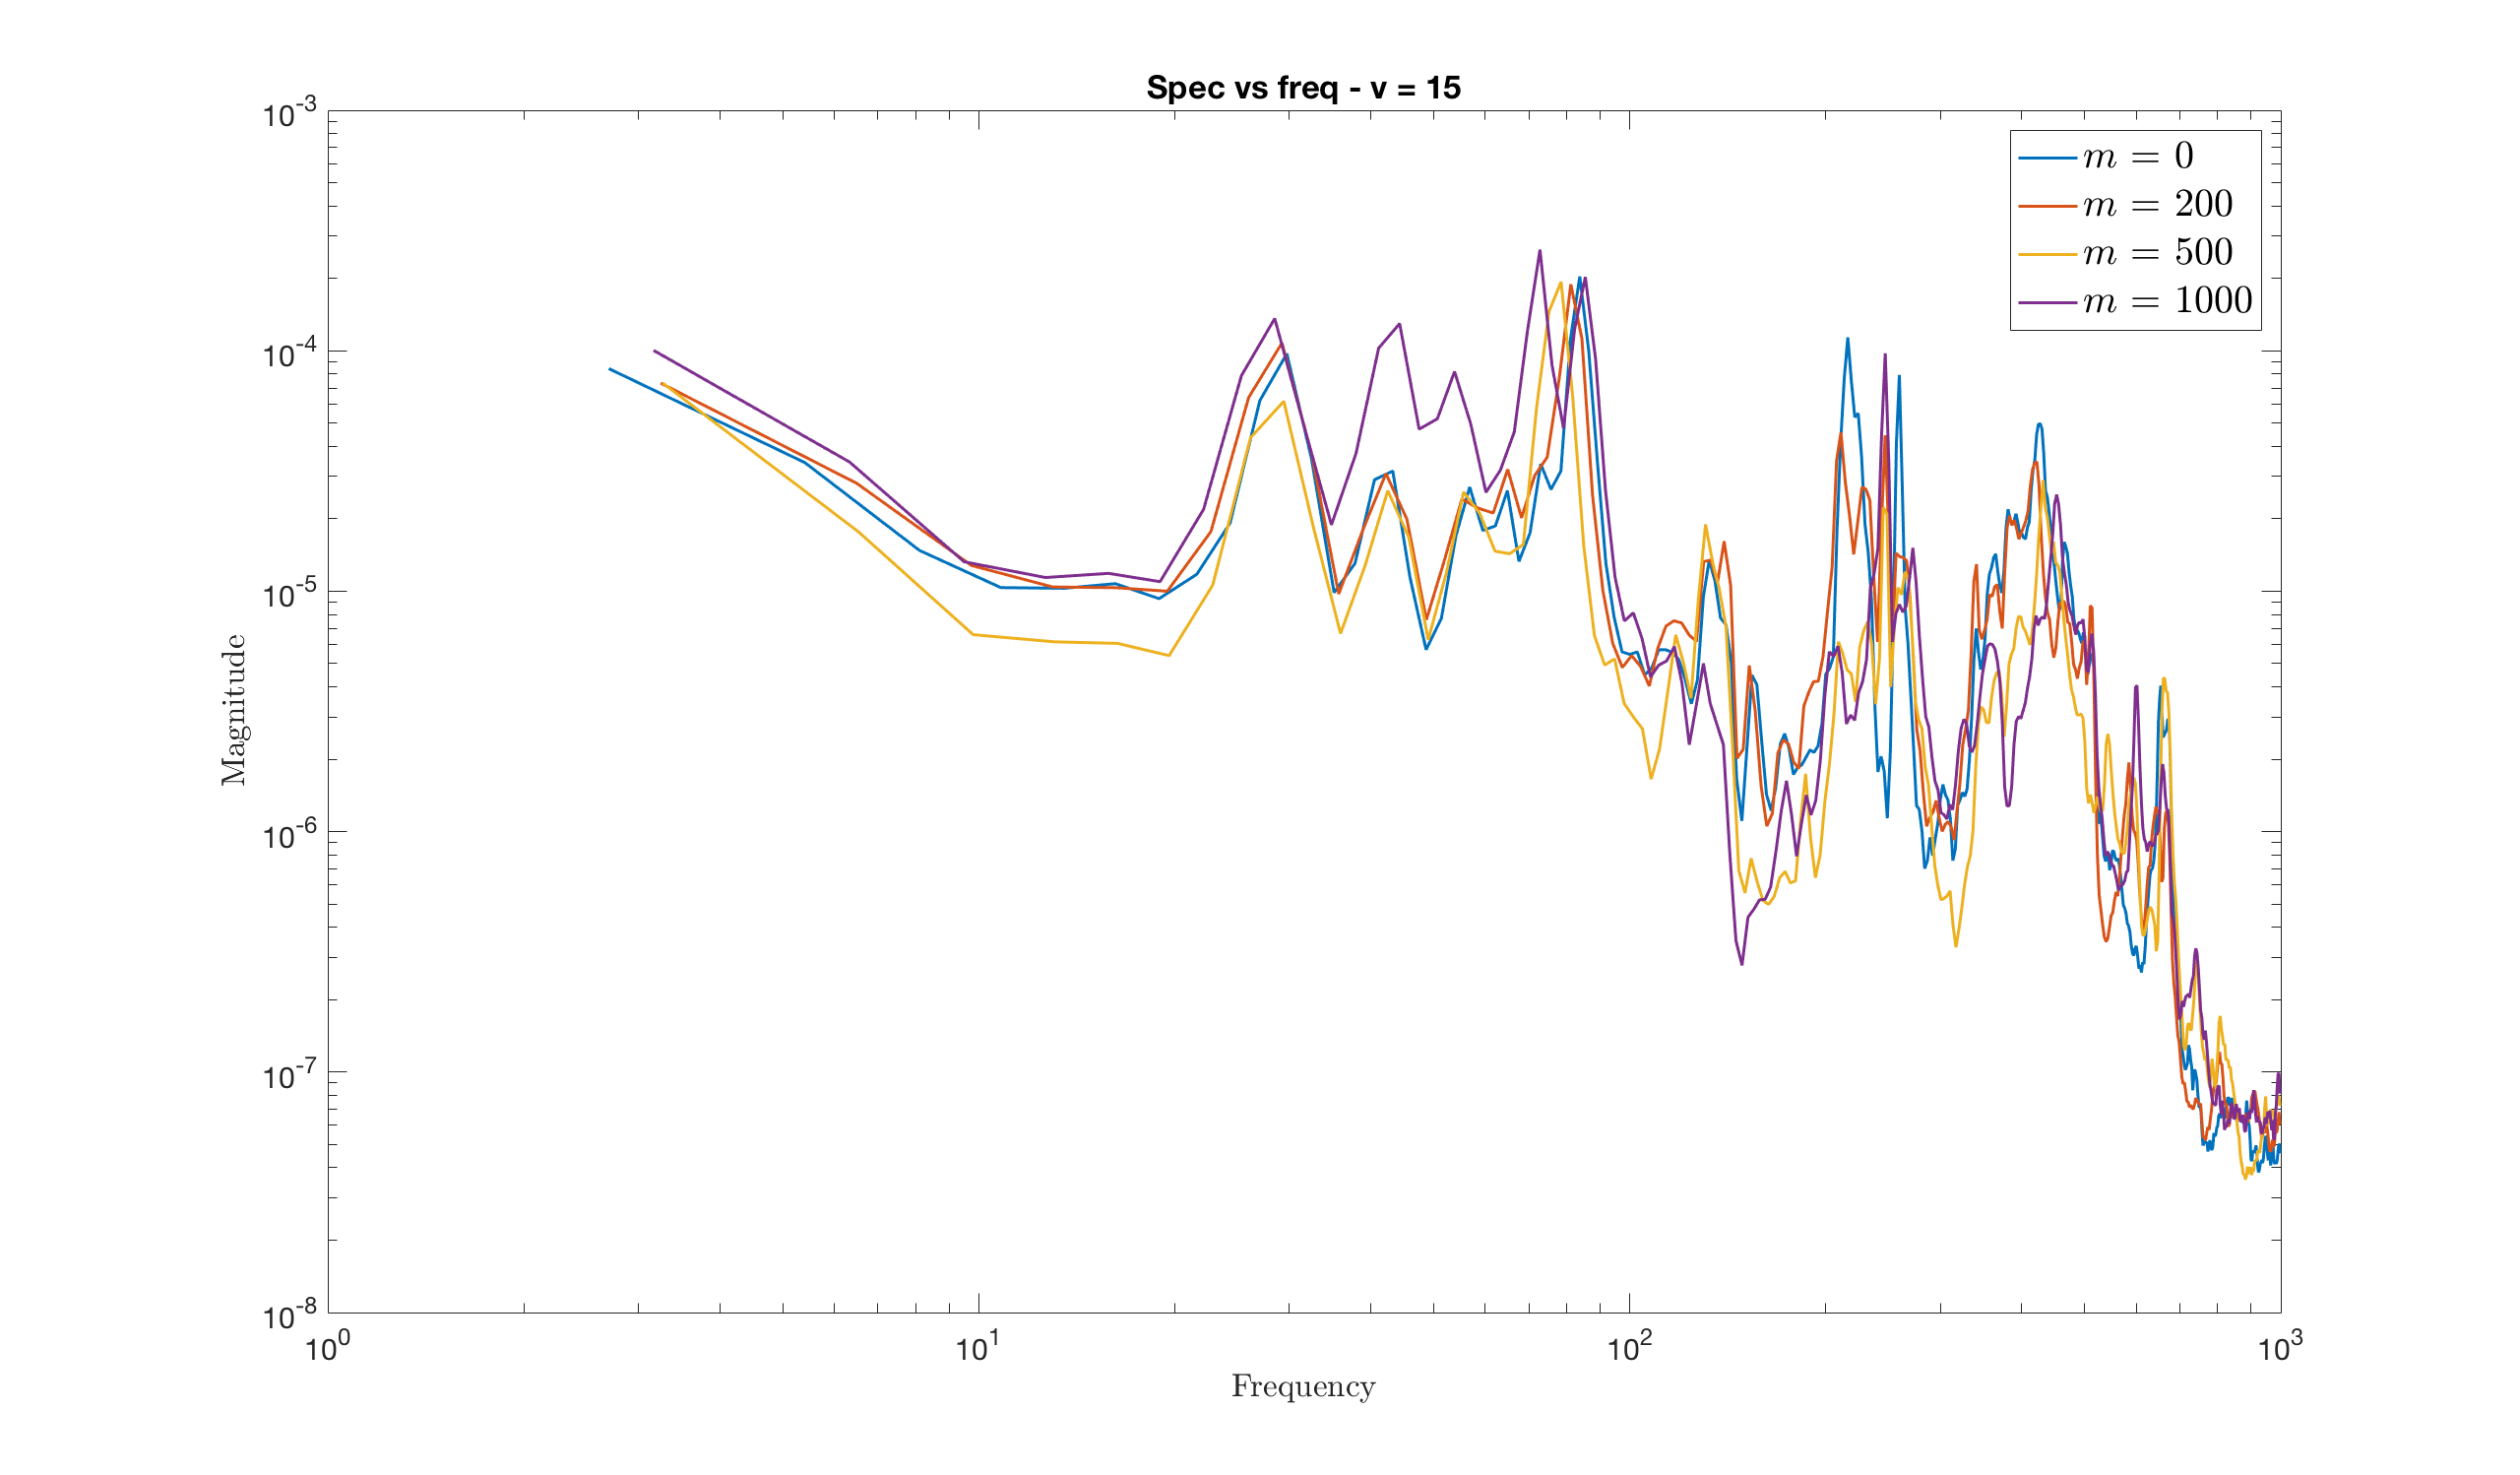 Spec vs freq - v = 15
10^-3
10^-4
10^-5
10^-6
10^-7
10^-8
Magnitude
m = 0
m = 200
m = 500
m = 1000
10^0 10^1 10^2 10^3
Frequency